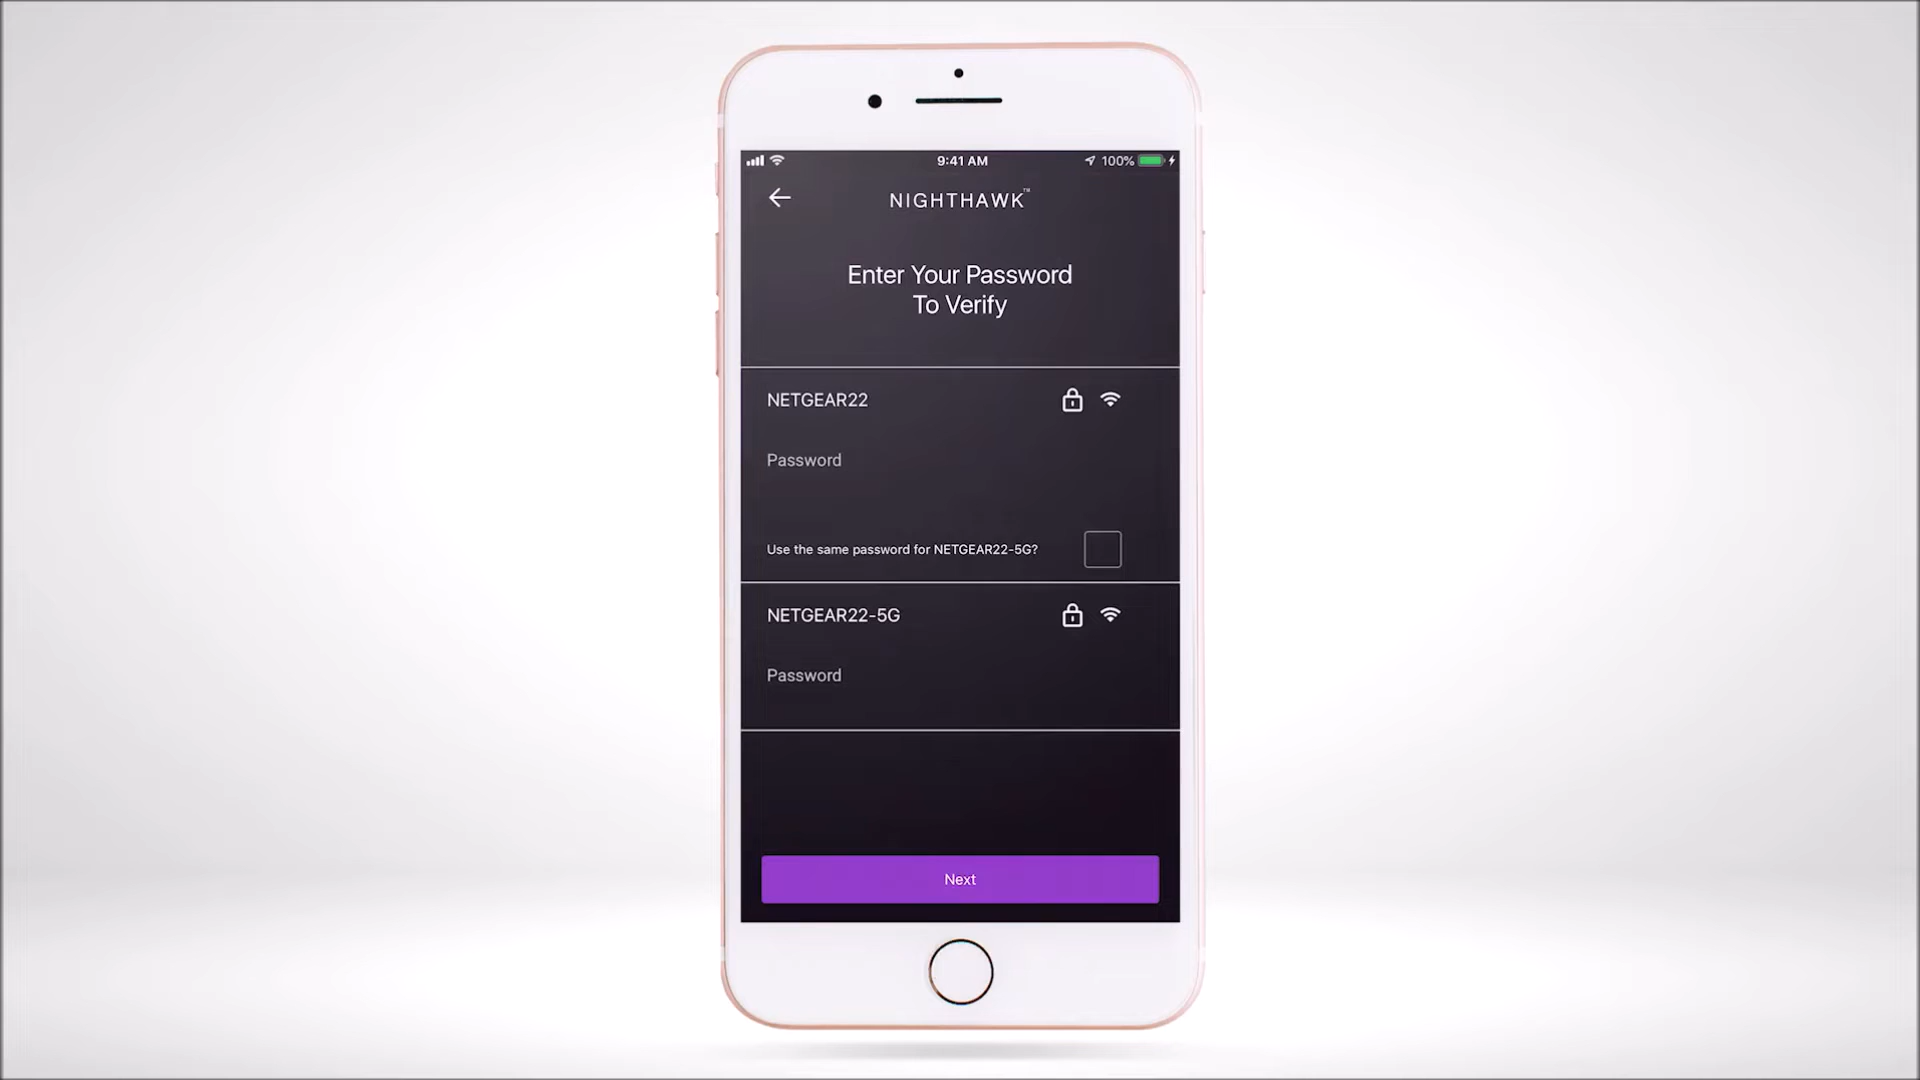 9:41 AM
100%
NIGHTHAWK™
Enter Your Password
To Verify
NETGEAR22
Password
Use the same password for NETGEAR22-5G?
NETGEAR22-5G
Password
Next